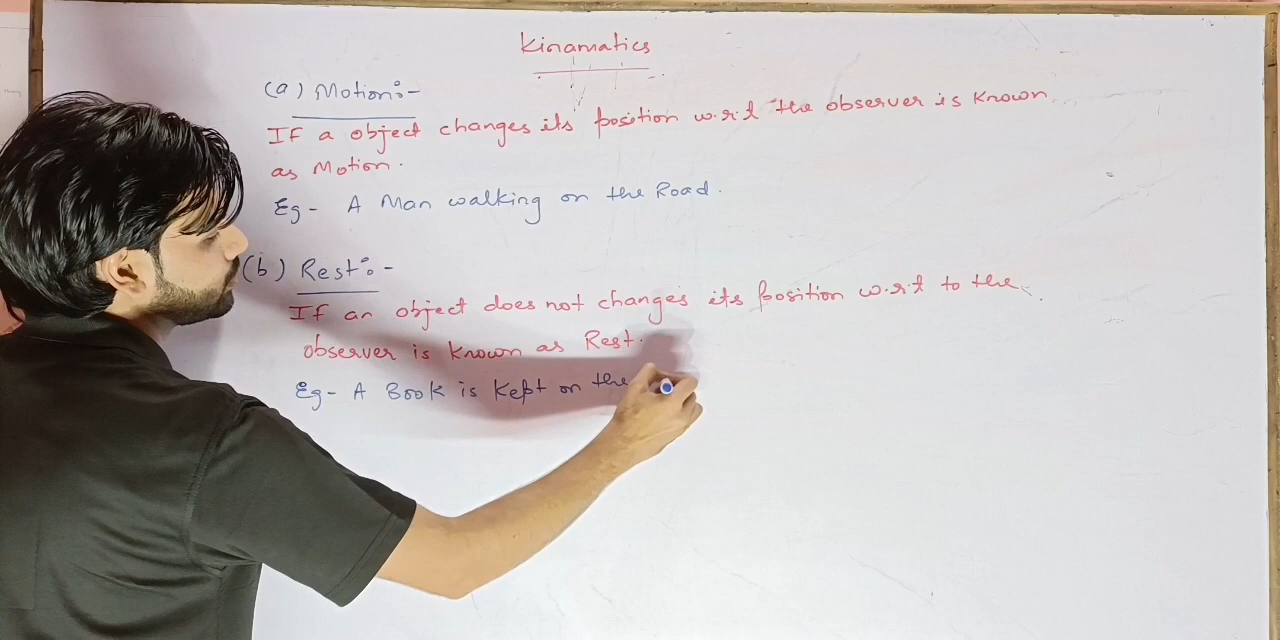 Kinamatics
(a) Motion:-
IF a object changes its position w.r.t the observer is known
as Motion.
Eg- A Man walking on the Road.
(b) Rest:-
If an object does not changes its position w.r.t to the
observer is known as Rest.
Eg- A Book is Kept on the